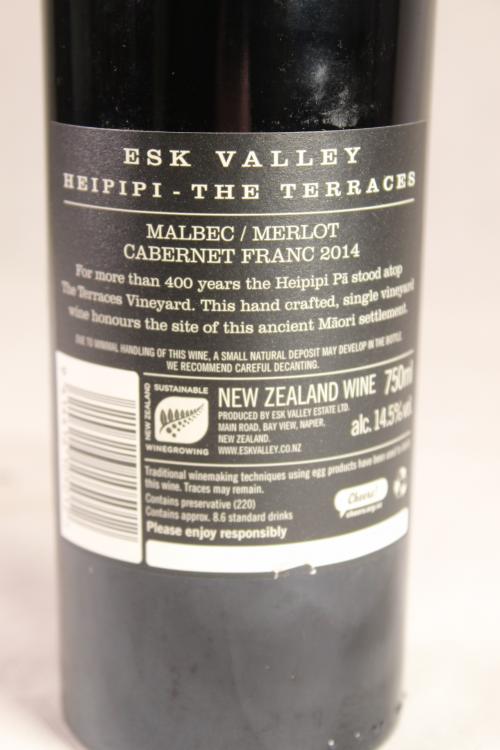 ESK VALLEY
HEIPIPI - THE TERRACES
MALBEC / MERLOT
CABERNET FRANC 2014
For more than 400 years the Heipipi Pā stood atop
The Terraces Vineyard. This hand crafted, single vineyard
wine honours the site of this ancient Māori settlement.
DUE TO MINIMAL HANDLING OF THIS WINE, A SMALL NATURAL DEPOSIT MAY DEVELOP IN THE BOTTLE.
WE RECOMMEND CAREFUL DECANTING.
NEW ZEALAND
SUSTAINABLE
WINEGROWING
NEW ZEALAND WINE 750ml
PRODUCED BY ESK VALLEY ESTATE LTD.
MAIN ROAD, BAY VIEW, NAPIER,
NEW ZEALAND.
WWW.ESKVALLEY.CO.NZ
alc. 14.5% vol.
Traditional winemaking techniques using egg products have been used in
this wine. Traces may remain.
Contains preservative (220)
Contains approx. 8.6 standard drinks
Please enjoy responsibly
Cheers!
cheers.org.nz